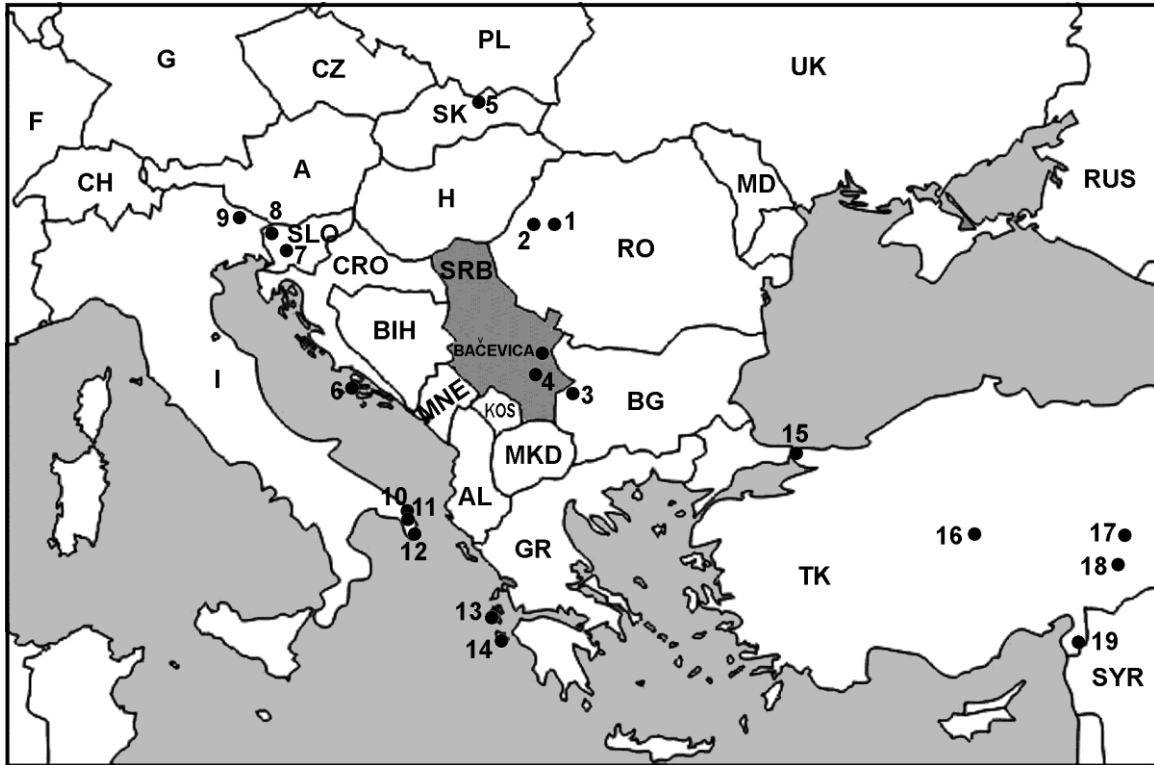 PL
G
UK
CZ
5
SK
F
A
CH
MD
RUS
H
9
8
SLO
7
2
1
RO
CRO
SRB
BIH
BAČEVICA
4
I
6
MNE
KOS
3
BG
MKD
15
AL
10
11
12
GR
16
17
18
TK
13
14
19
SYR